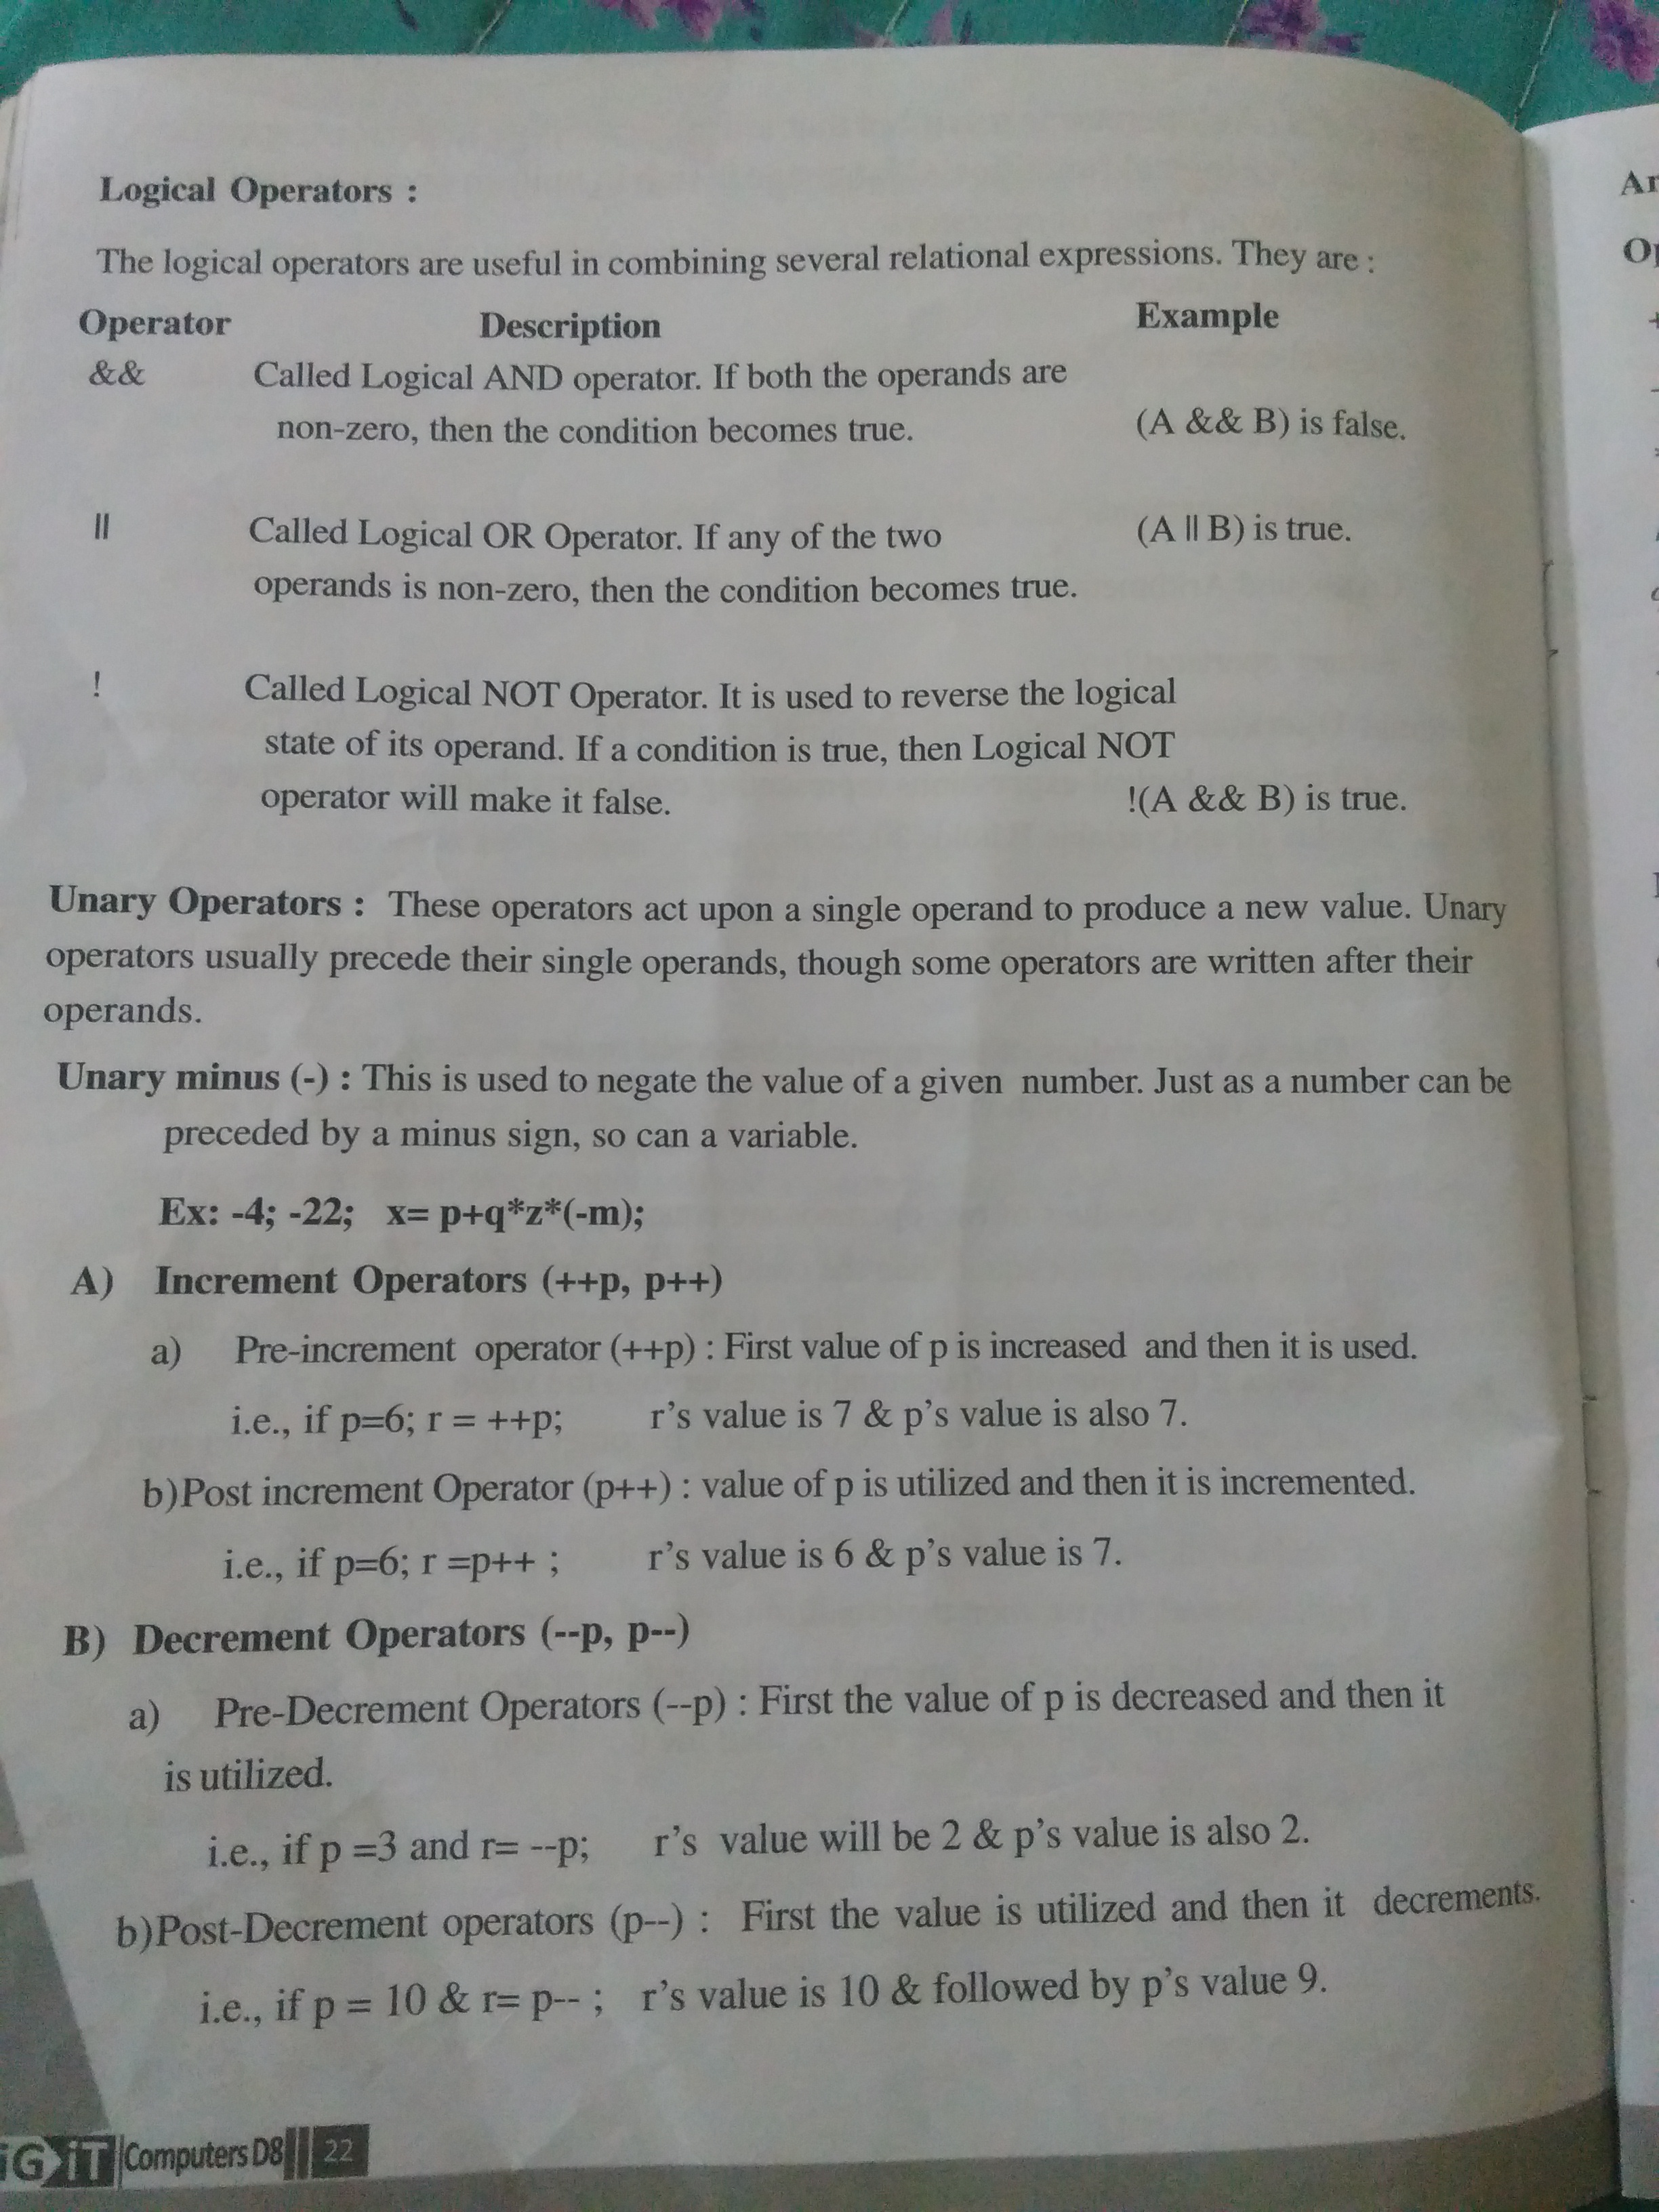 Logical Operators :
The logical operators are useful in combining several relational expressions. They are :
Operator Description Example
&& Called Logical AND operator. If both the operands are
non-zero, then the condition becomes true. (A && B) is false.
|| Called Logical OR Operator. If any of the two (A || B) is true.
operands is non-zero, then the condition becomes true.
! Called Logical NOT Operator. It is used to reverse the logical
state of its operand. If a condition is true, then Logical NOT
operator will make it false. !(A && B) is true.
Unary Operators : These operators act upon a single operand to produce a new value. Unary
operators usually precede their single operands, though some operators are written after their
operands.
Unary minus (-) : This is used to negate the value of a given number. Just as a number can be
preceded by a minus sign, so can a variable.
Ex: -4; -22; x= p+q*z*(-m);
A) Increment Operators (++p, p++)
a) Pre-increment operator (++p) : First value of p is increased and then it is used.
i.e., if p=6; r = ++p; r's value is 7 & p's value is also 7.
b)Post increment Operator (p++) : value of p is utilized and then it is incremented.
i.e., if p=6; r =p++ ; r's value is 6 & p's value is 7.
B) Decrement Operators (--p, p--)
a) Pre-Decrement Operators (--p) : First the value of p is decreased and then it
is utilized.
i.e., if p =3 and r= --p; r's value will be 2 & p's value is also 2.
b)Post-Decrement operators (p--) : First the value is utilized and then it decrements.
i.e., if p = 10 & r= p-- ; r's value is 10 & followed by p's value 9.
iG iT Computers D8 22